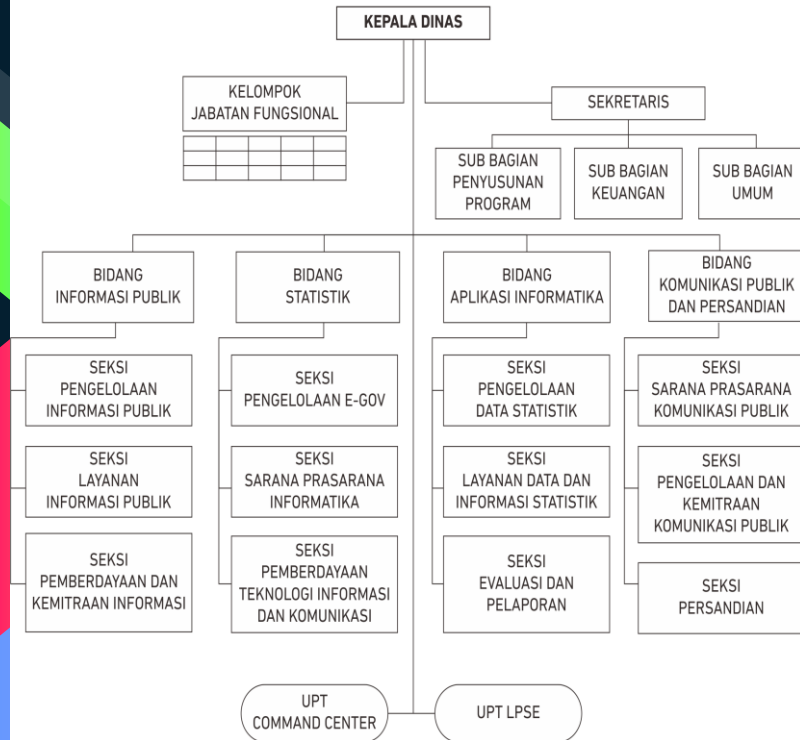 KEPALA DINAS
KELOMPOK
JABATAN FUNGSIONAL
SEKRETARIS
SUB BAGIAN
PENYUSUNAN
PROGRAM
SUB BAGIAN
KEUANGAN
SUB BAGIAN
UMUM
BIDANG
INFORMASI PUBLIK
BIDANG
STATISTIK
BIDANG
APLIKASI INFORMATIKA
BIDANG
KOMUNIKASI PUBLIK
DAN PERSANDIAN
SEKSI
PENGELOLAAN
INFORMASI PUBLIK
SEKSI
PENGELOLAAN E-GOV
SEKSI
PENGELOLAAN
DATA STATISTIK
SEKSI
SARANA PRASARANA
KOMUNIKASI PUBLIK
SEKSI
LAYANAN
INFORMASI PUBLIK
SEKSI
SARANA PRASARANA
INFORMATIKA
SEKSI
LAYANAN DATA DAN
INFORMASI STATISTIK
SEKSI
PENGELOLAAN DAN
KEMITRAAN
KOMUNIKASI PUBLIK
SEKSI
PEMBERDAYAAN DAN
KEMITRAAN INFORMASI
SEKSI
PEMBERDAYAAN
TEKNOLOGI INFORMASI
DAN KOMUNIKASI
SEKSI
EVALUASI DAN
PELAPORAN
SEKSI
PERSANDIAN
UPT
COMMAND CENTER
UPT LPSE